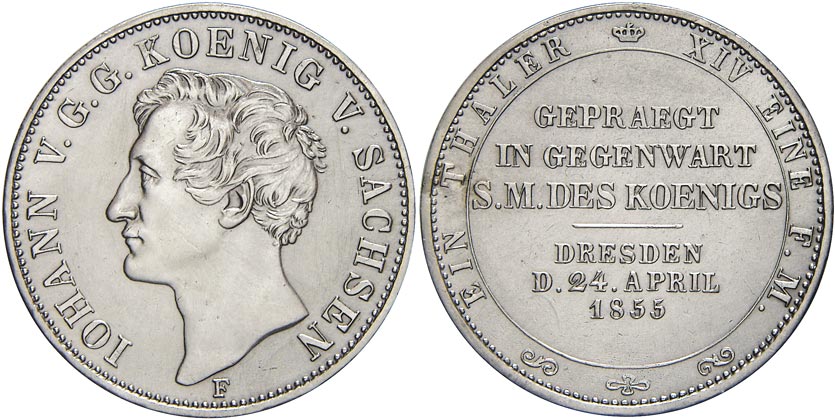 IOHANN V. G. G. KOENIG V. SACHSEN
F
EIN THALER XIV EINE F. M.
GEPRAEGT
IN GEGENWART
S. M. DES KOENIGS
DRESDEN
D. 24. APRIL
1855